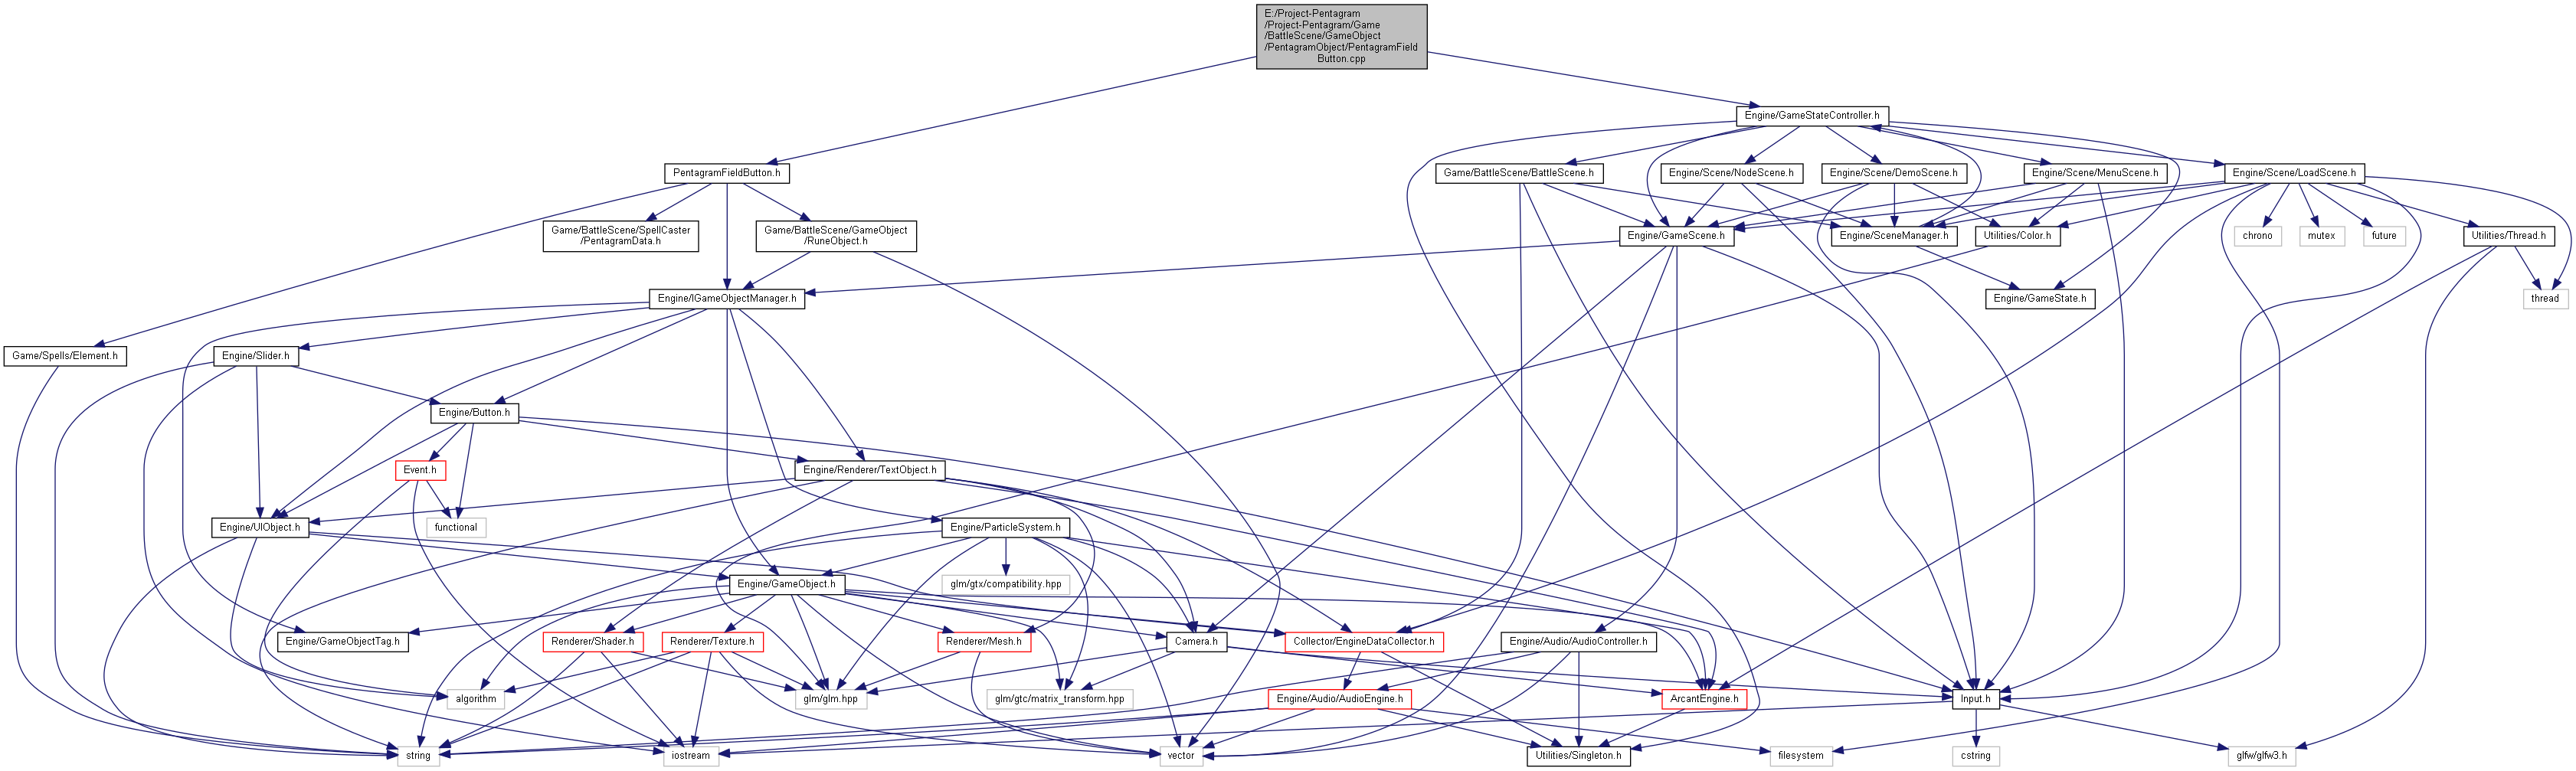 E:/Project-Pentagram
/Project-Pentagram/Game
/BattleScene/GameObject
/PentagramObject/PentagramField
Button.cpp
Engine/GameStateController.h
PentagramFieldButton.h
Game/BattleScene/BattleScene.h
Engine/Scene/NodeScene.h
Engine/Scene/DemoScene.h
Engine/Scene/MenuScene.h
Engine/Scene/LoadScene.h
Game/BattleScene/SpellCaster
/PentagramData.h
Game/BattleScene/GameObject
/RuneObject.h
Engine/GameScene.h
Engine/SceneManager.h
Utilities/Color.h
chrono
mutex
future
Utilities/Thread.h
Engine/IGameObjectManager.h
Engine/GameState.h
thread
Game/Spells/Element.h
Engine/Slider.h
Engine/Button.h
Event.h
Engine/Renderer/TextObject.h
Engine/UIObject.h
functional
Engine/ParticleSystem.h
Engine/GameObject.h
glm/gtx/compatibility.hpp
Engine/GameObjectTag.h
Renderer/Shader.h
Renderer/Texture.h
Renderer/Mesh.h
Camera.h
Collector/EngineDataCollector.h
Engine/Audio/AudioController.h
algorithm
glm/glm.hpp
glm/gtc/matrix_transform.hpp
Engine/Audio/AudioEngine.h
ArcantEngine.h
Input.h
string
iostream
vector
Utilities/Singleton.h
filesystem
cstring
glfw/glfw3.h